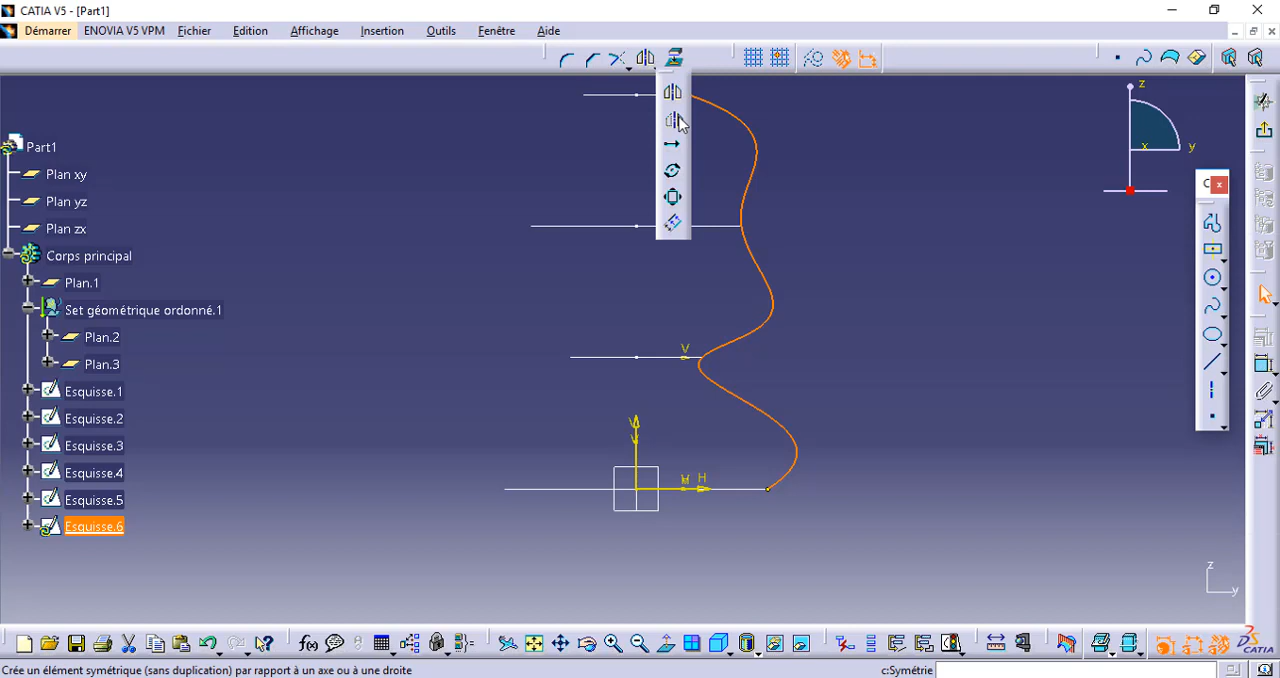 CATIA V5 - [Part1]
Démarrer ENOVIA V5 VPM Fichier Edition Affichage Insertion Outils Fenêtre Aide
z
x
y
Part1
Plan xy
Plan yz
Plan zx
Corps principal
Plan.1
Set géométrique ordonné.1
Plan.2
Plan.3
Esquisse.1
Esquisse.2
Esquisse.3
Esquisse.4
Esquisse.5
Esquisse.6
V
H
z
y
f(x)
CATIA
Crée un élément symétrique (sans duplication) par rapport à un axe ou à une droite
c:Symétrie